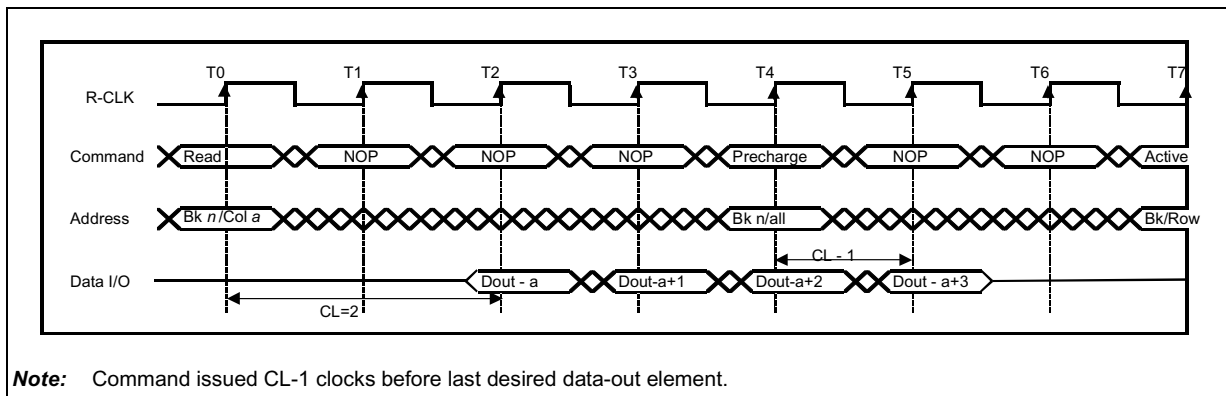 T0 T1 T2 T3 T4 T5 T6 T7
R-CLK
Command Read NOP NOP NOP Precharge NOP NOP Active
Address Bk n/Col a Bk n/all Bk/Row
CL - 1
Data I/O Dout - a Dout-a+1 Dout-a+2 Dout - a+3
CL=2
Note: Command issued CL-1 clocks before last desired data-out element.